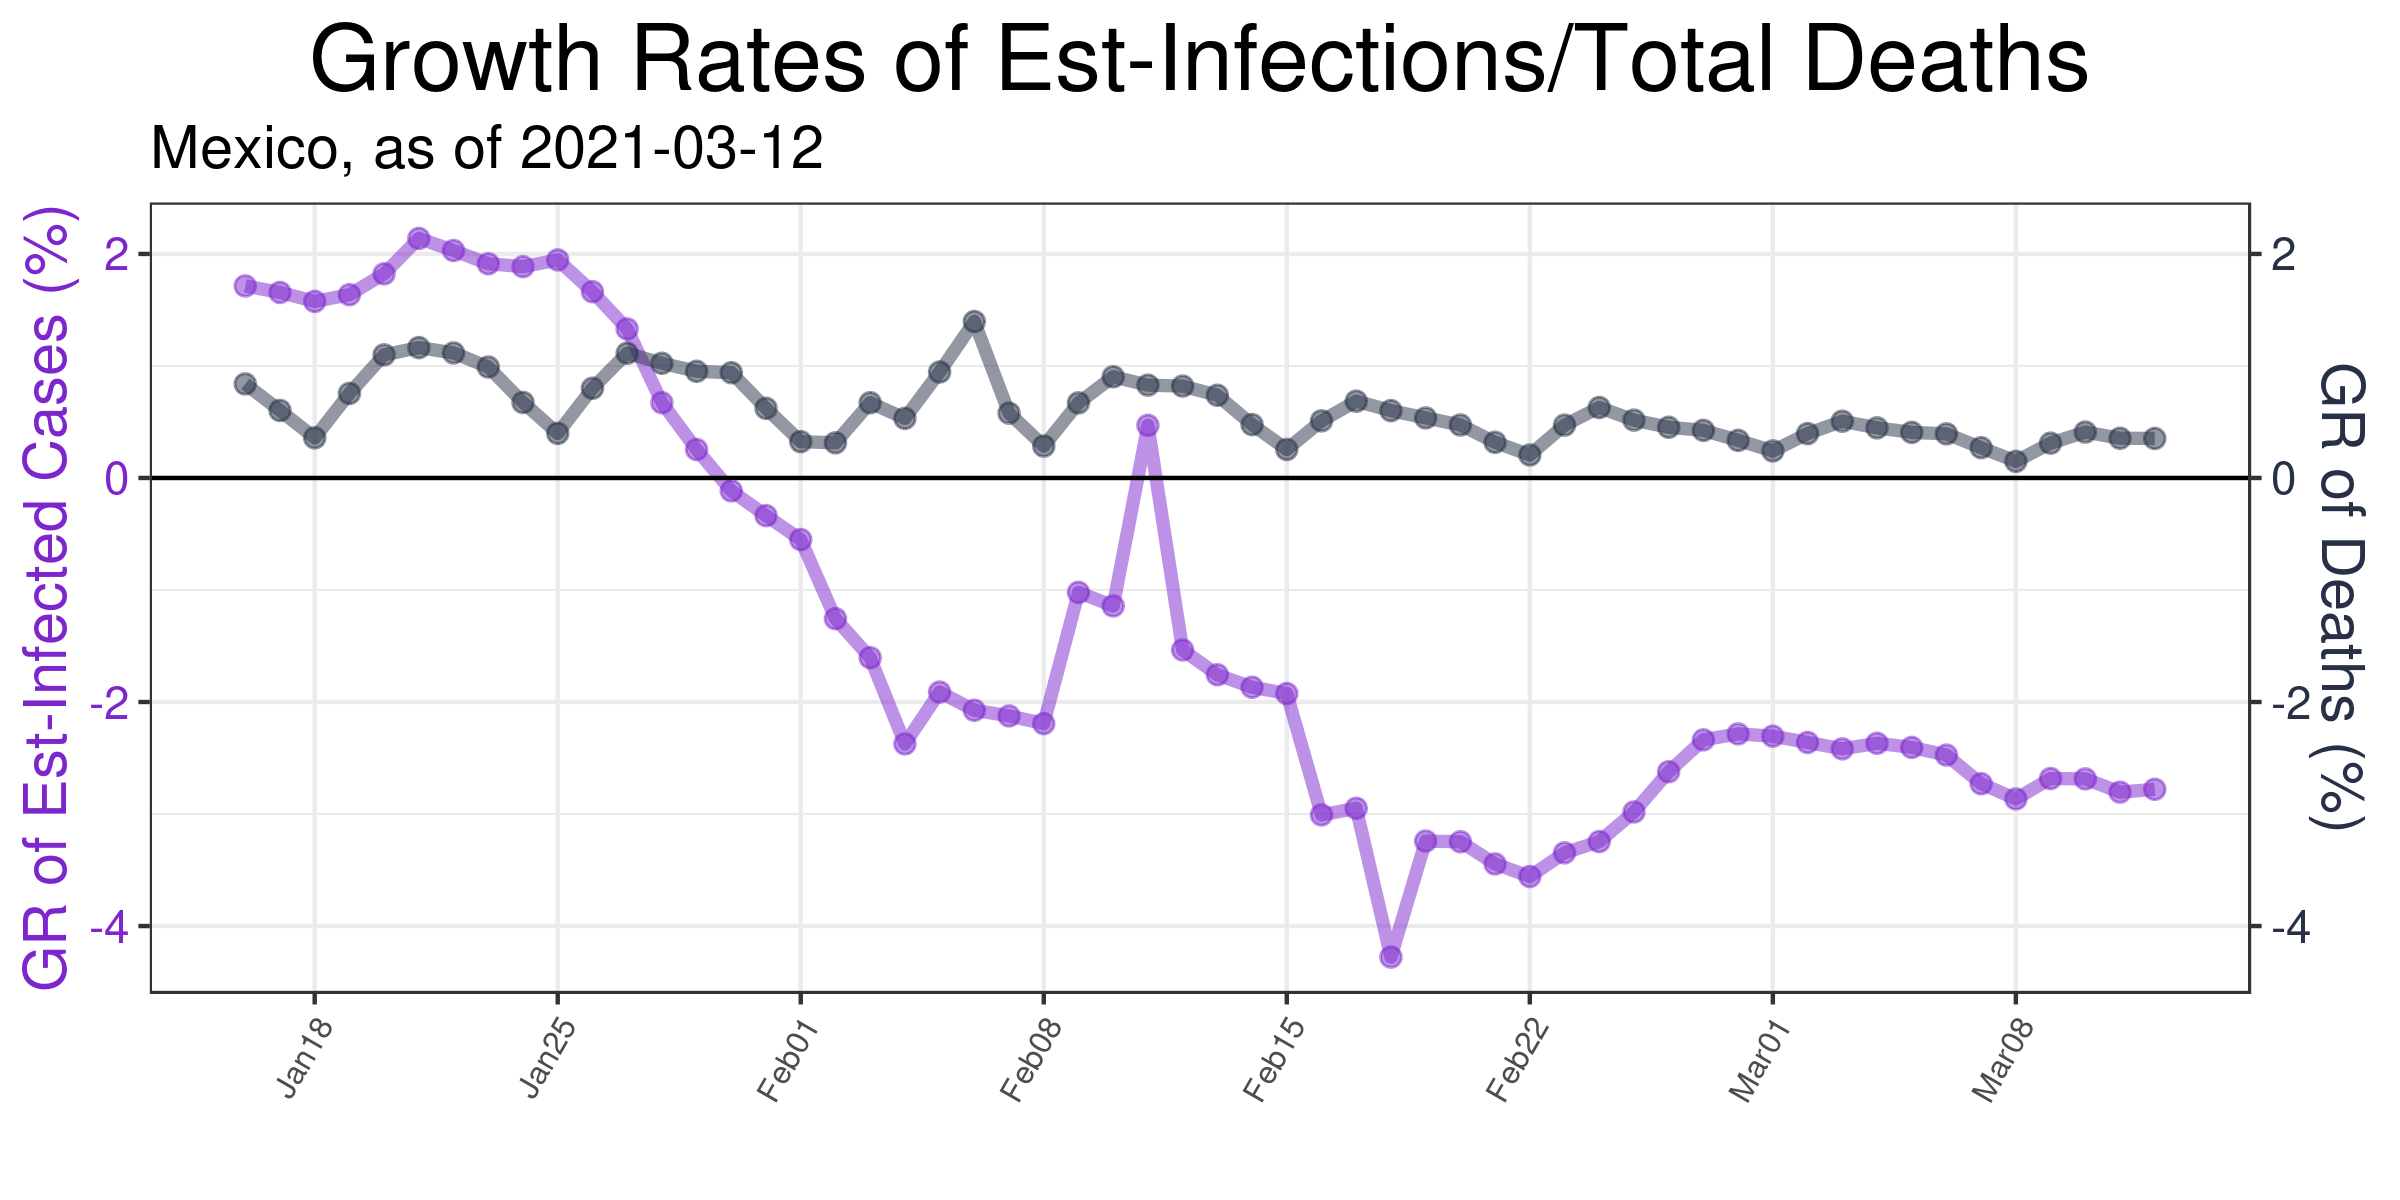 Growth Rates of Est-Infections/Total Deaths
Mexico, as of 2021-03-12
GR of Est-Infected Cases (%)
2
0
-2
-4
2
0
-2
-4
GR of Deaths (%)
Jan18
Jan25
Feb01
Feb08
Feb15
Feb22
Mar01
Mar08